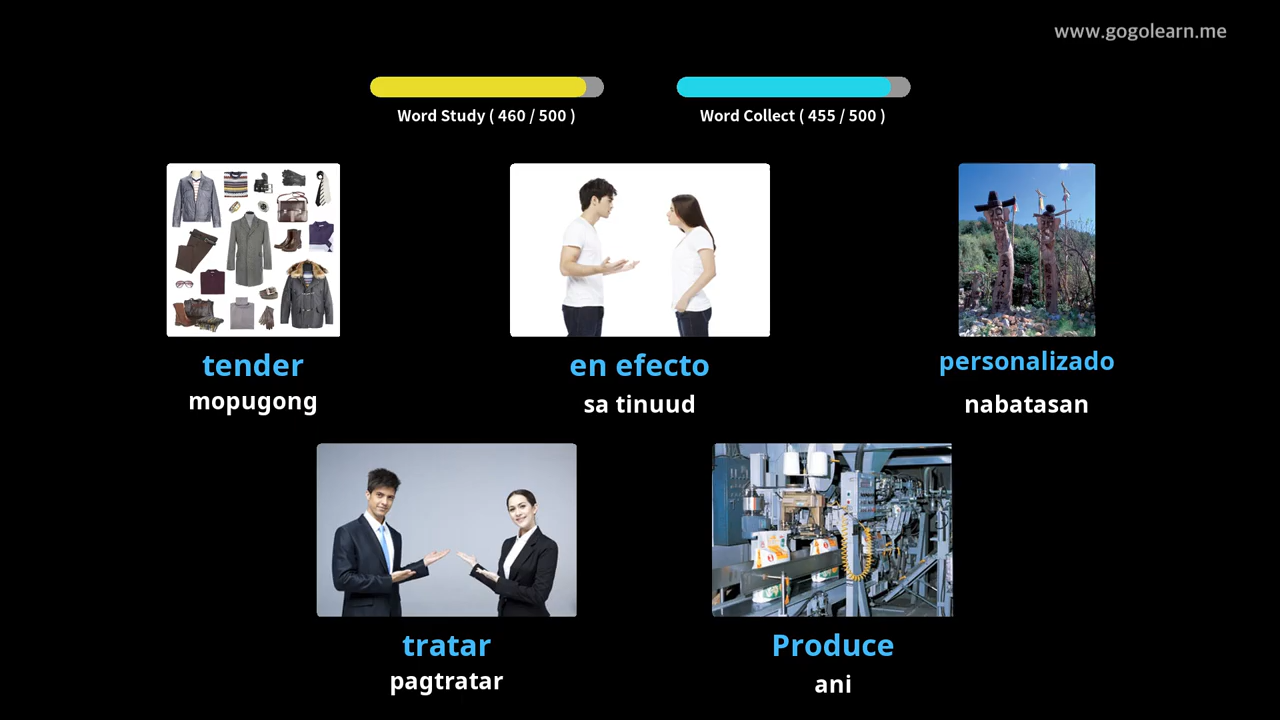 www.gogolearn.me
Word Study ( 460 / 500 )
Word Collect ( 455 / 500 )
tender
mopugong
en efecto
sa tinuud
personalizado
nabatasan
tratar
pagtratar
Produce
ani